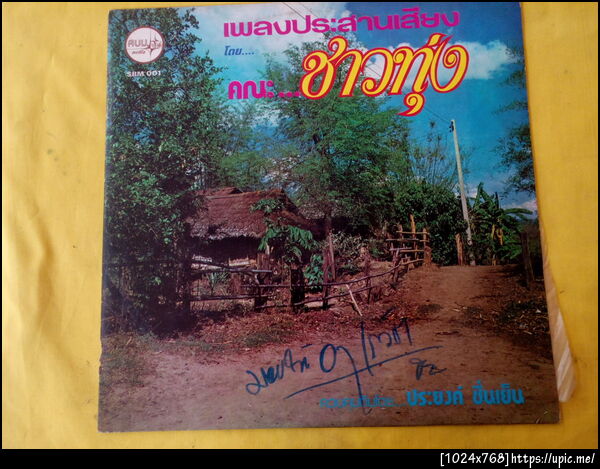 เพลงประสานเสียง
โดย....
คณะ...ชาวทุ่ง
SBM 001
ประยงค์ ชื่นเย็น
[1024x768]https://upic.me/